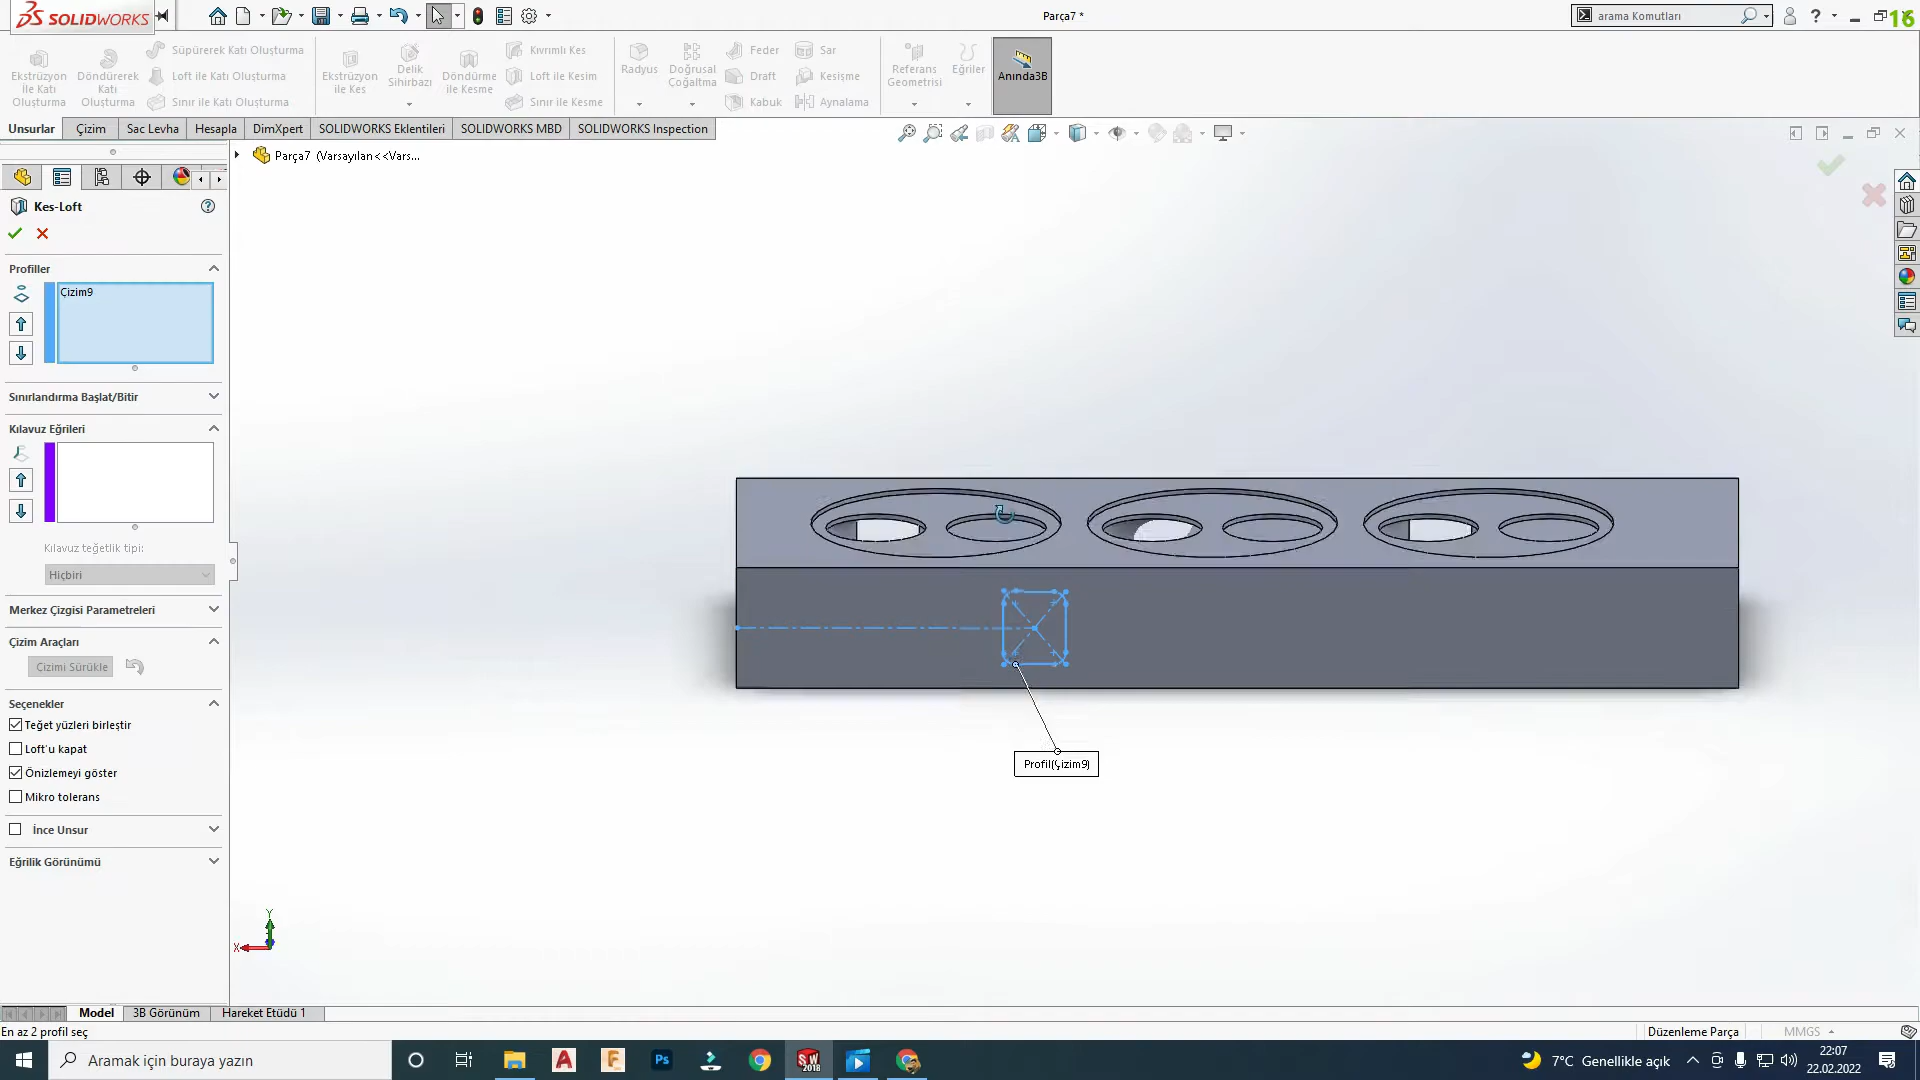 SOLIDWORKS
Parça7 *
arama Komutları
16
Ekstrüzyon
ile Katı
Oluşturma
Döndürerek
Katı
Oluşturma
Süpürerek Katı Oluşturma
Loft ile Katı Oluşturma
Sınır ile Katı Oluşturma
Ekstrüzyon
ile Kes
Delik
Sihirbazı
Döndürme
ile Kesme
Kıvrımlı Kes
Loft ile Kesim
Sınır ile Kesme
Radyus
Doğrusal
Çoğaltma
Feder
Draft
Kabuk
Sar
Kesişme
Aynalama
Referans
Geometrisi
Eğriler
Anında3B
Unsurlar
Çizim
Sac Levha
Hesapla
DimXpert
SOLIDWORKS Eklentileri
SOLIDWORKS MBD
SOLIDWORKS Inspection
Parça7 (Varsayılan<<Vars...
Kes-Loft
Profiller
Çizim9
Sınırlandırma Başlat/Bitir
Kılavuz Eğrileri
Kılavuz teğetlik tipi:
Hiçbiri
Merkez Çizgisi Parametreleri
Çizim Araçları
Çizimi Sürükle
Seçenekler
Teğet yüzleri birleştir
Loft'u kapat
Önizlemeyi göster
Mikro tolerans
İnce Unsur
Eğrilik Görünümü
Profil(Çizim9)
Y
X
Model
3B Görünüm
Hareket Etüdü 1
En az 2 profil seç
Düzenleme Parça
MMGS
Aramak için buraya yazın
A
F
Ps
SW
2018
7°C Genellikle açık
22:07
22.02.2022